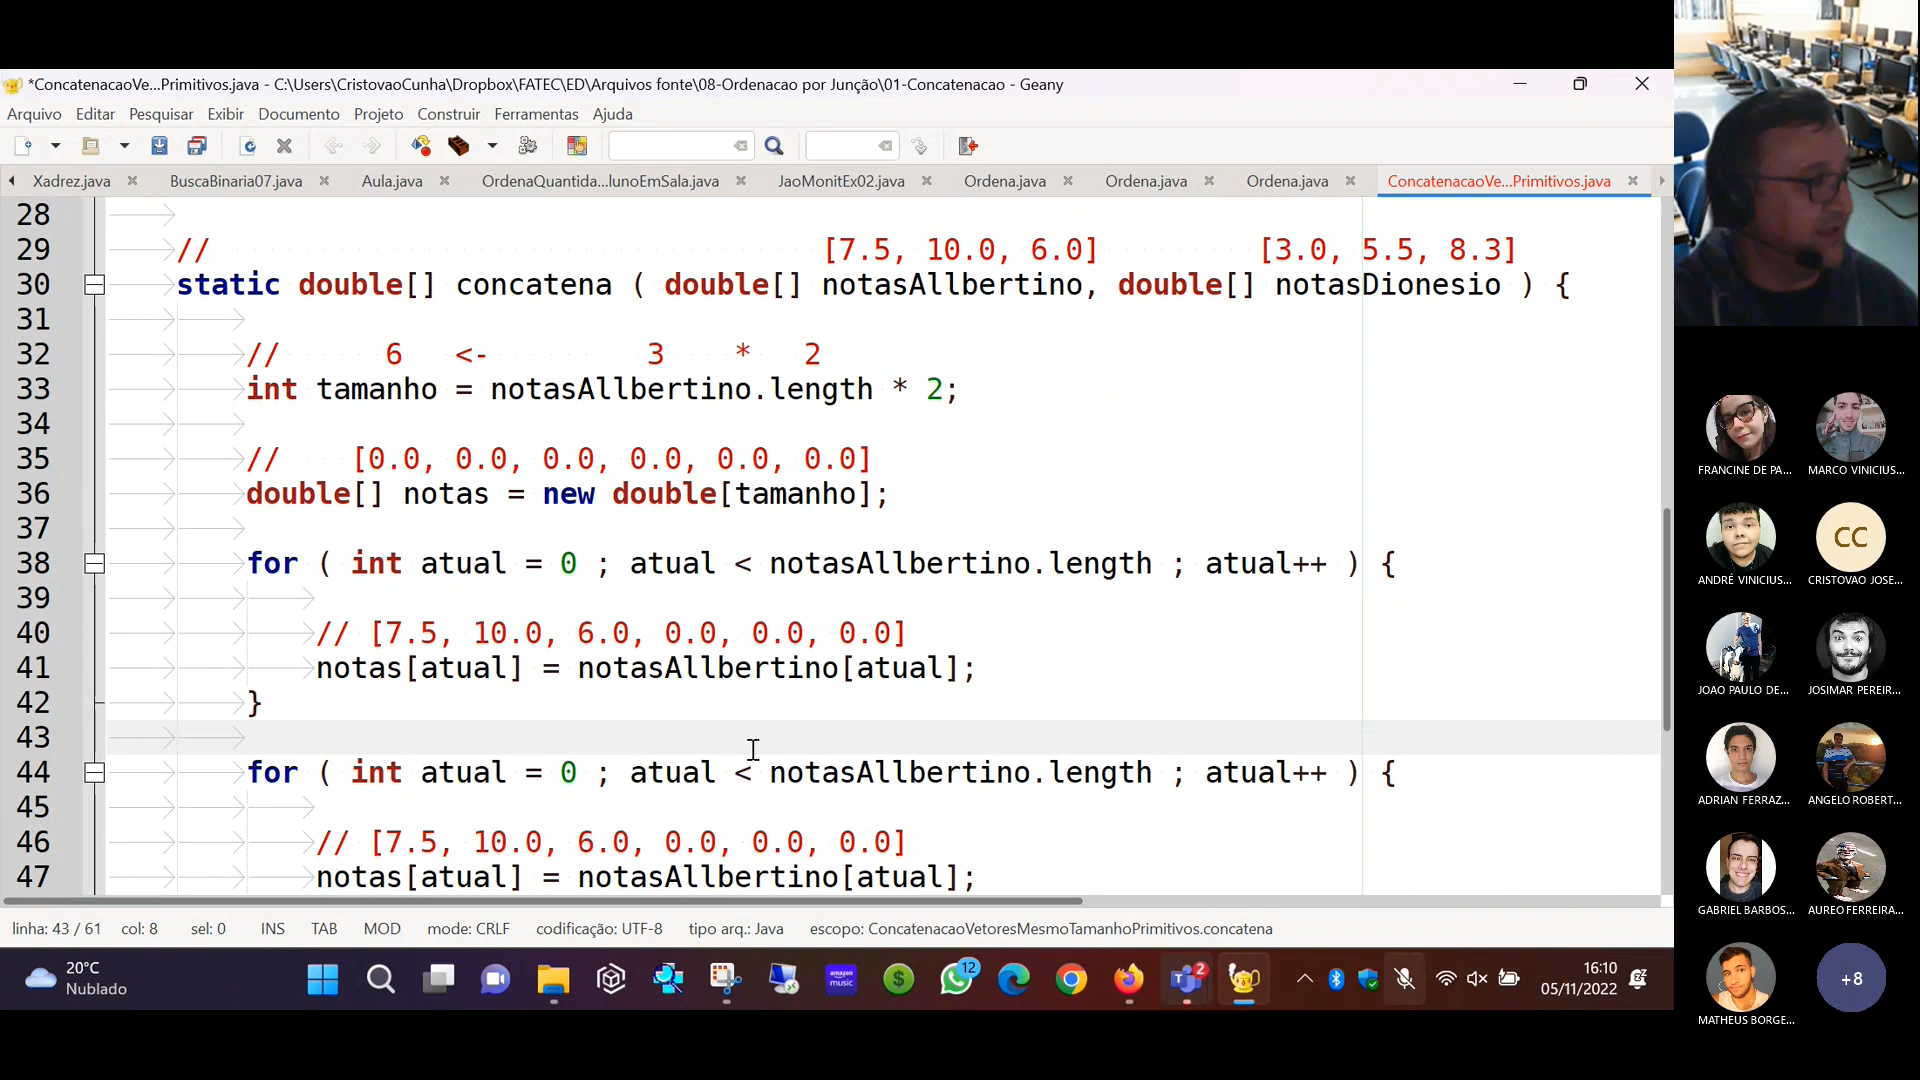 *ConcatenacaoVe...Primitivos.java - C:\Users\CristovaoCunha\Dropbox\FATEC\ED\Arquivos fonte\08-Ordenacao por Junção\01-Concatenacao - Geany
Arquivo Editar Pesquisar Exibir Documento Projeto Construir Ferramentas Ajuda
Xadrez.java BuscaBinaria07.java Aula.java OrdenaQuantida...lunoEmSala.java JaoMonitEx02.java Ordena.java Ordena.java Ordena.java ConcatenacaoVe...Primitivos.java
28
29 // [7.5, 10.0, 6.0] [3.0, 5.5, 8.3]
30 static double[] concatena ( double[] notasAllbertino, double[] notasDionesio ) {
31
32 // 6 <- 3 * 2
33 int tamanho = notasAllbertino.length * 2;
34
35 // [0.0, 0.0, 0.0, 0.0, 0.0, 0.0]
36 double[] notas = new double[tamanho];
37
38 for ( int atual = 0 ; atual < notasAllbertino.length ; atual++ ) {
39
40 // [7.5, 10.0, 6.0, 0.0, 0.0, 0.0]
41 notas[atual] = notasAllbertino[atual];
42 }
43
44 for ( int atual = 0 ; atual < notasAllbertino.length ; atual++ ) {
45
46 // [7.5, 10.0, 6.0, 0.0, 0.0, 0.0]
47 notas[atual] = notasAllbertino[atual];
linha: 43 / 61 col: 8 sel: 0 INS TAB MOD mode: CRLF codificação: UTF-8 tipo arq.: Java escopo: ConcatenacaoVetoresMesmoTamanhoPrimitivos.concatena
20°C
Nublado
amazon music
$
12
2
16:10
05/11/2022
FRANCINE DE PA... MARCO VINICIUS...
CC
ANDRÉ VINICIUS... CRISTOVAO JOSE...
JOAO PAULO DE... JOSIMAR PEREIR...
ADRIAN FERRAZ... ANGELO ROBERT...
GABRIEL BARBOS... AUREO FERREIRA...
+8
MATHEUS BORGE...